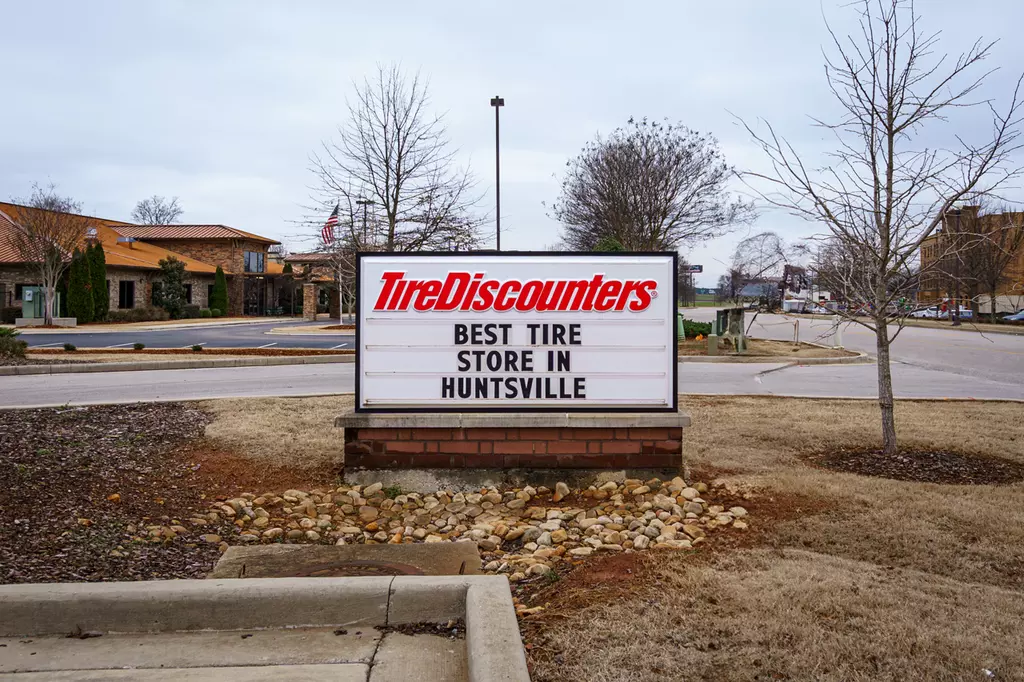 TireDiscounters®
BEST TIRE
STORE IN
HUNTSVILLE